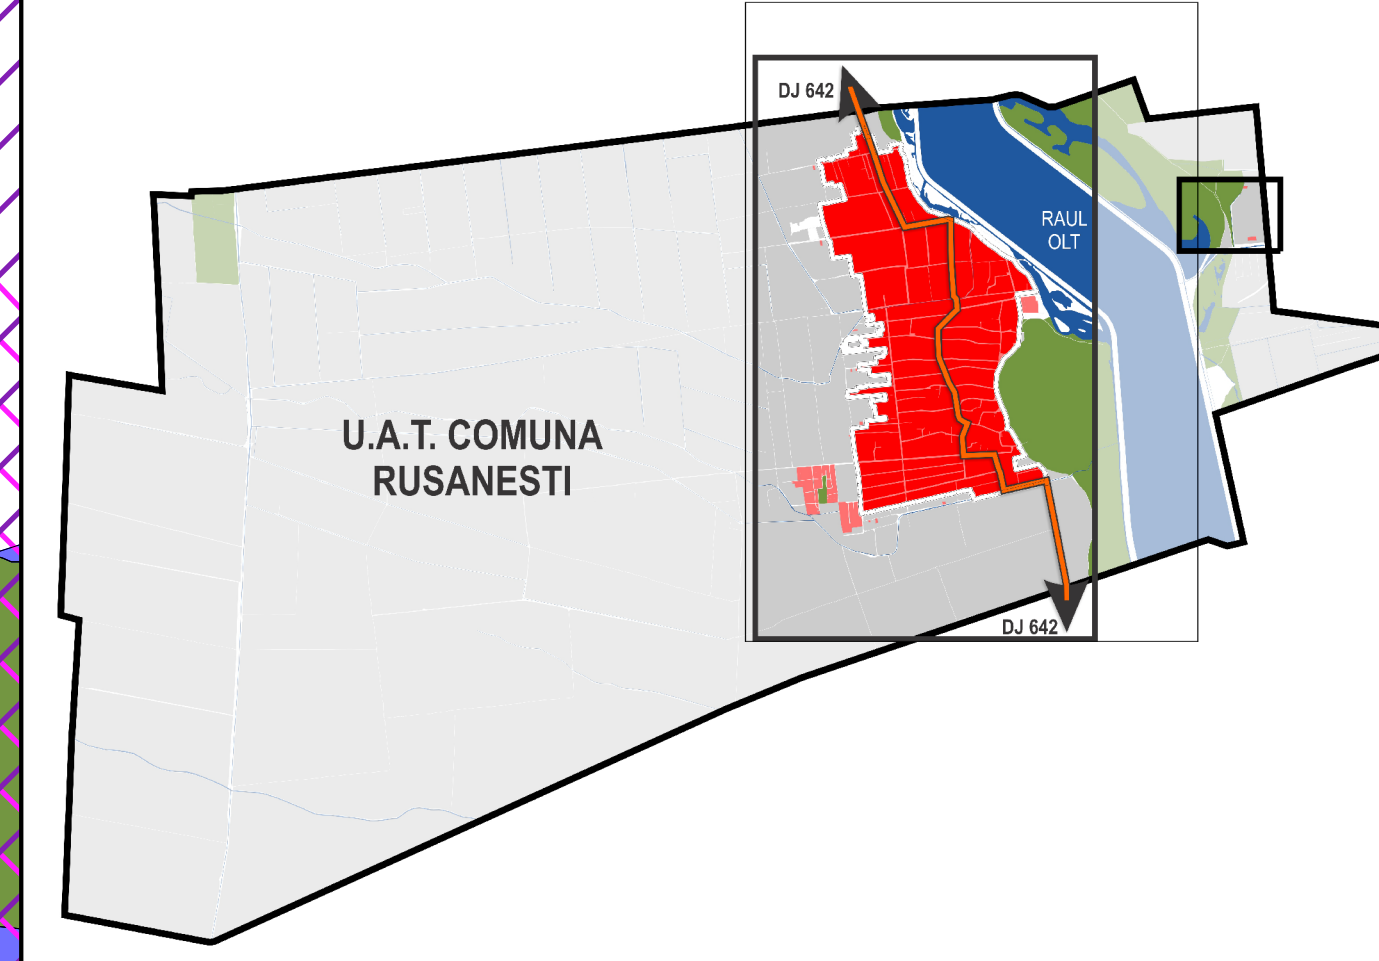 DJ 642
RAUL
OLT
U.A.T. COMUNA
RUSANESTI
DJ 642